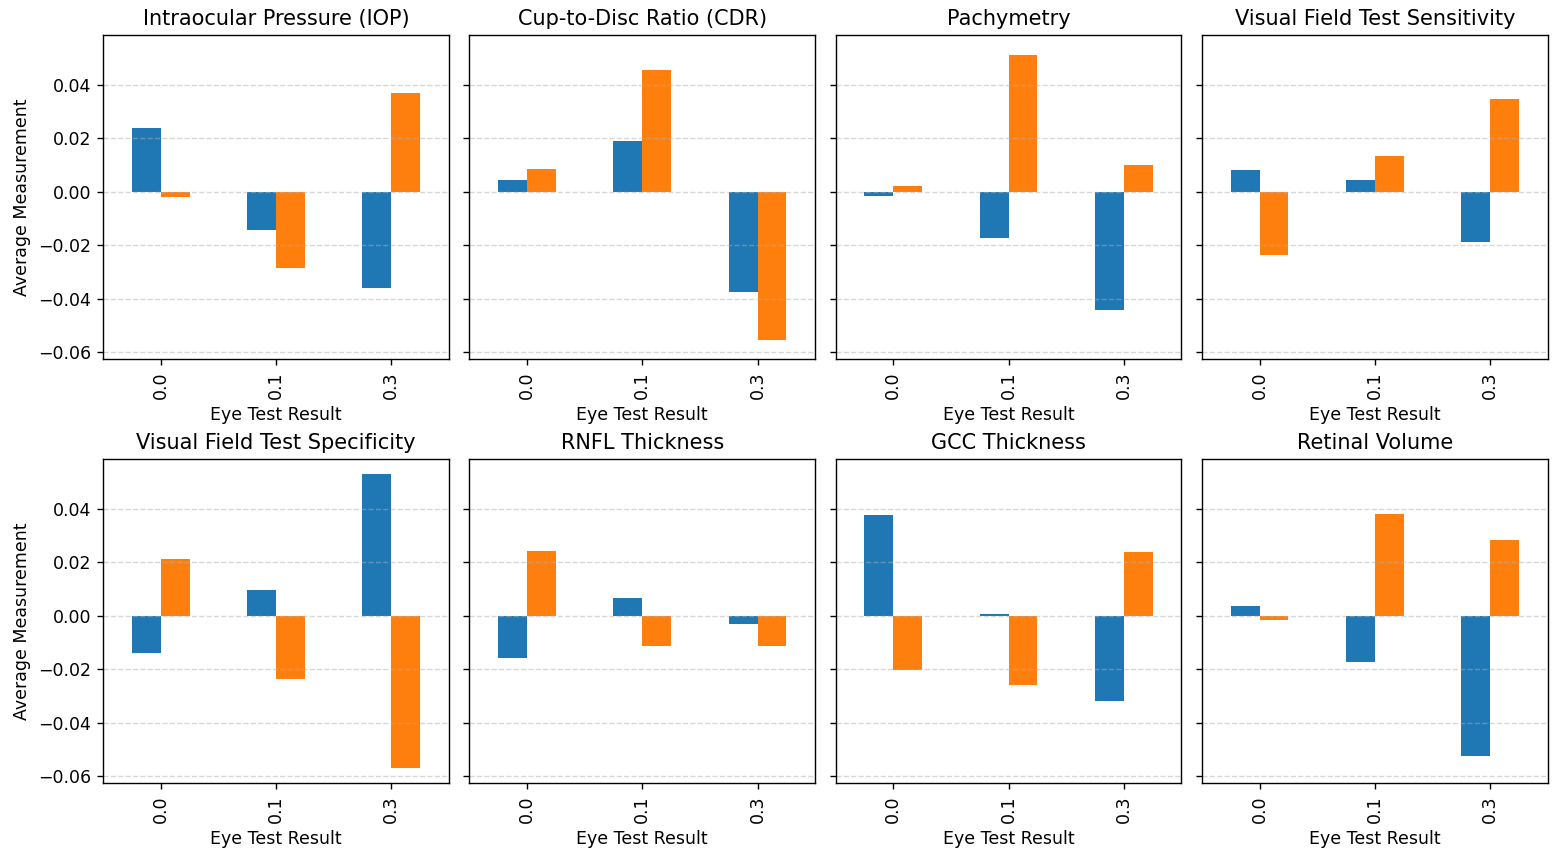 Intraocular Pressure (IOP)
Cup-to-Disc Ratio (CDR)
Pachymetry
Visual Field Test Sensitivity
Average Measurement
0.04
0.02
0.00
−0.02
−0.04
−0.06
0.0
0.1
0.3
Eye Test Result
0.0
0.1
0.3
Eye Test Result
0.0
0.1
0.3
Eye Test Result
0.0
0.1
0.3
Eye Test Result
Visual Field Test Specificity
RNFL Thickness
GCC Thickness
Retinal Volume
Average Measurement
0.04
0.02
0.00
−0.02
−0.04
−0.06
0.0
0.1
0.3
Eye Test Result
0.0
0.1
0.3
Eye Test Result
0.0
0.1
0.3
Eye Test Result
0.0
0.1
0.3
Eye Test Result